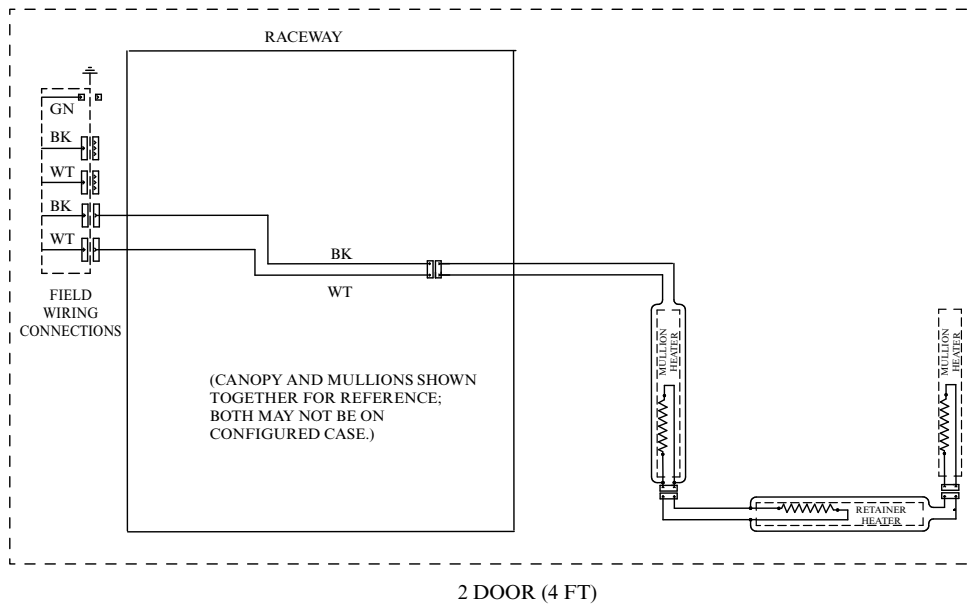 RACEWAY
GN
BK
WT
BK
WT
FIELD
WIRING
CONNECTIONS
BK
WT
(CANOPY AND MULLIONS SHOWN
TOGETHER FOR REFERENCE;
BOTH MAY NOT BE ON
CONFIGURED CASE.)
MULLION
HEATER
MULLION
HEATER
RETAINER
HEATER
2 DOOR (4 FT)